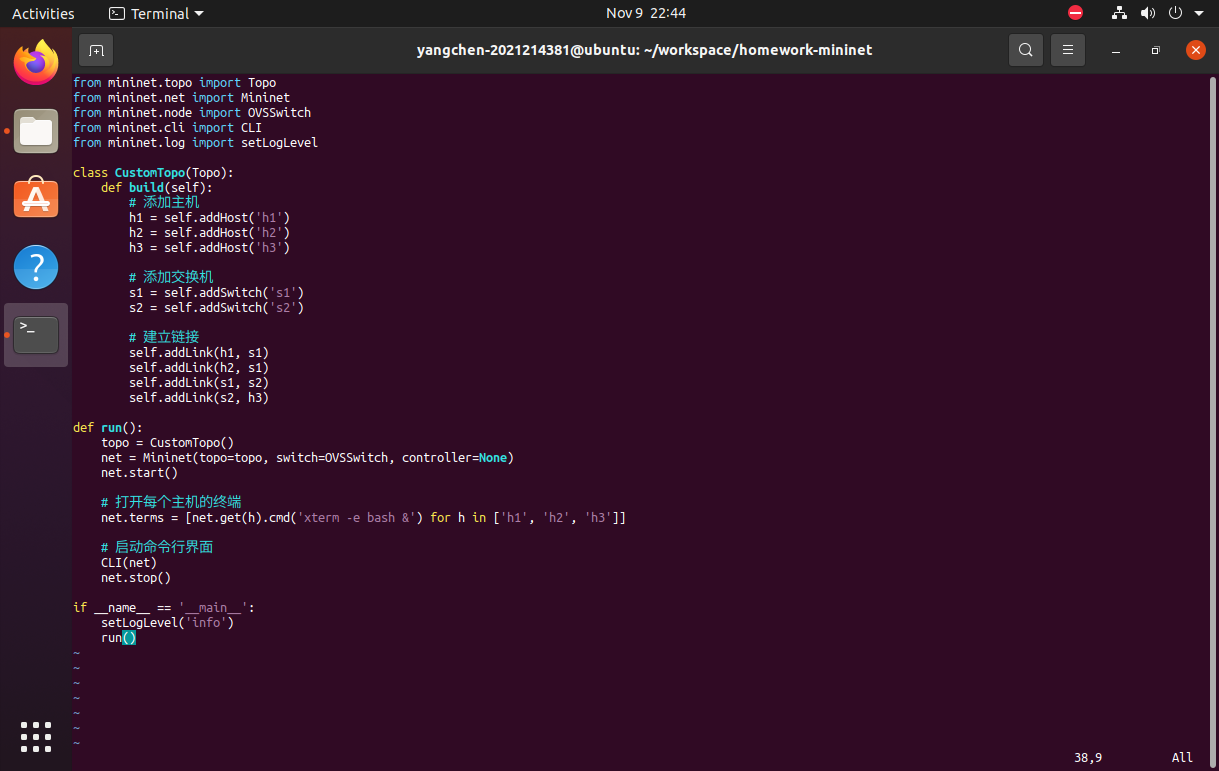 Activities
Terminal
Nov 9 22:44
yangchen-2021214381@ubuntu: ~/workspace/homework-mininet
from mininet.topo import Topo
from mininet.net import Mininet
from mininet.node import OVSSwitch
from mininet.cli import CLI
from mininet.log import setLogLevel
class CustomTopo(Topo):
    def build(self):
        # 添加主机
        h1 = self.addHost('h1')
        h2 = self.addHost('h2')
        h3 = self.addHost('h3')
        # 添加交换机
        s1 = self.addSwitch('s1')
        s2 = self.addSwitch('s2')
        # 建立链接
        self.addLink(h1, s1)
        self.addLink(h2, s1)
        self.addLink(s1, s2)
        self.addLink(s2, h3)
def run():
    topo = CustomTopo()
    net = Mininet(topo=topo, switch=OVSSwitch, controller=None)
    net.start()
    # 打开每个主机的终端
    net.terms = [net.get(h).cmd('xterm -e bash &') for h in ['h1', 'h2', 'h3']]
    # 启动命令行界面
    CLI(net)
    net.stop()
if __name__ == '__main__':
    setLogLevel('info')
    run()
~
~
~
~
~
~
~
38,9
All